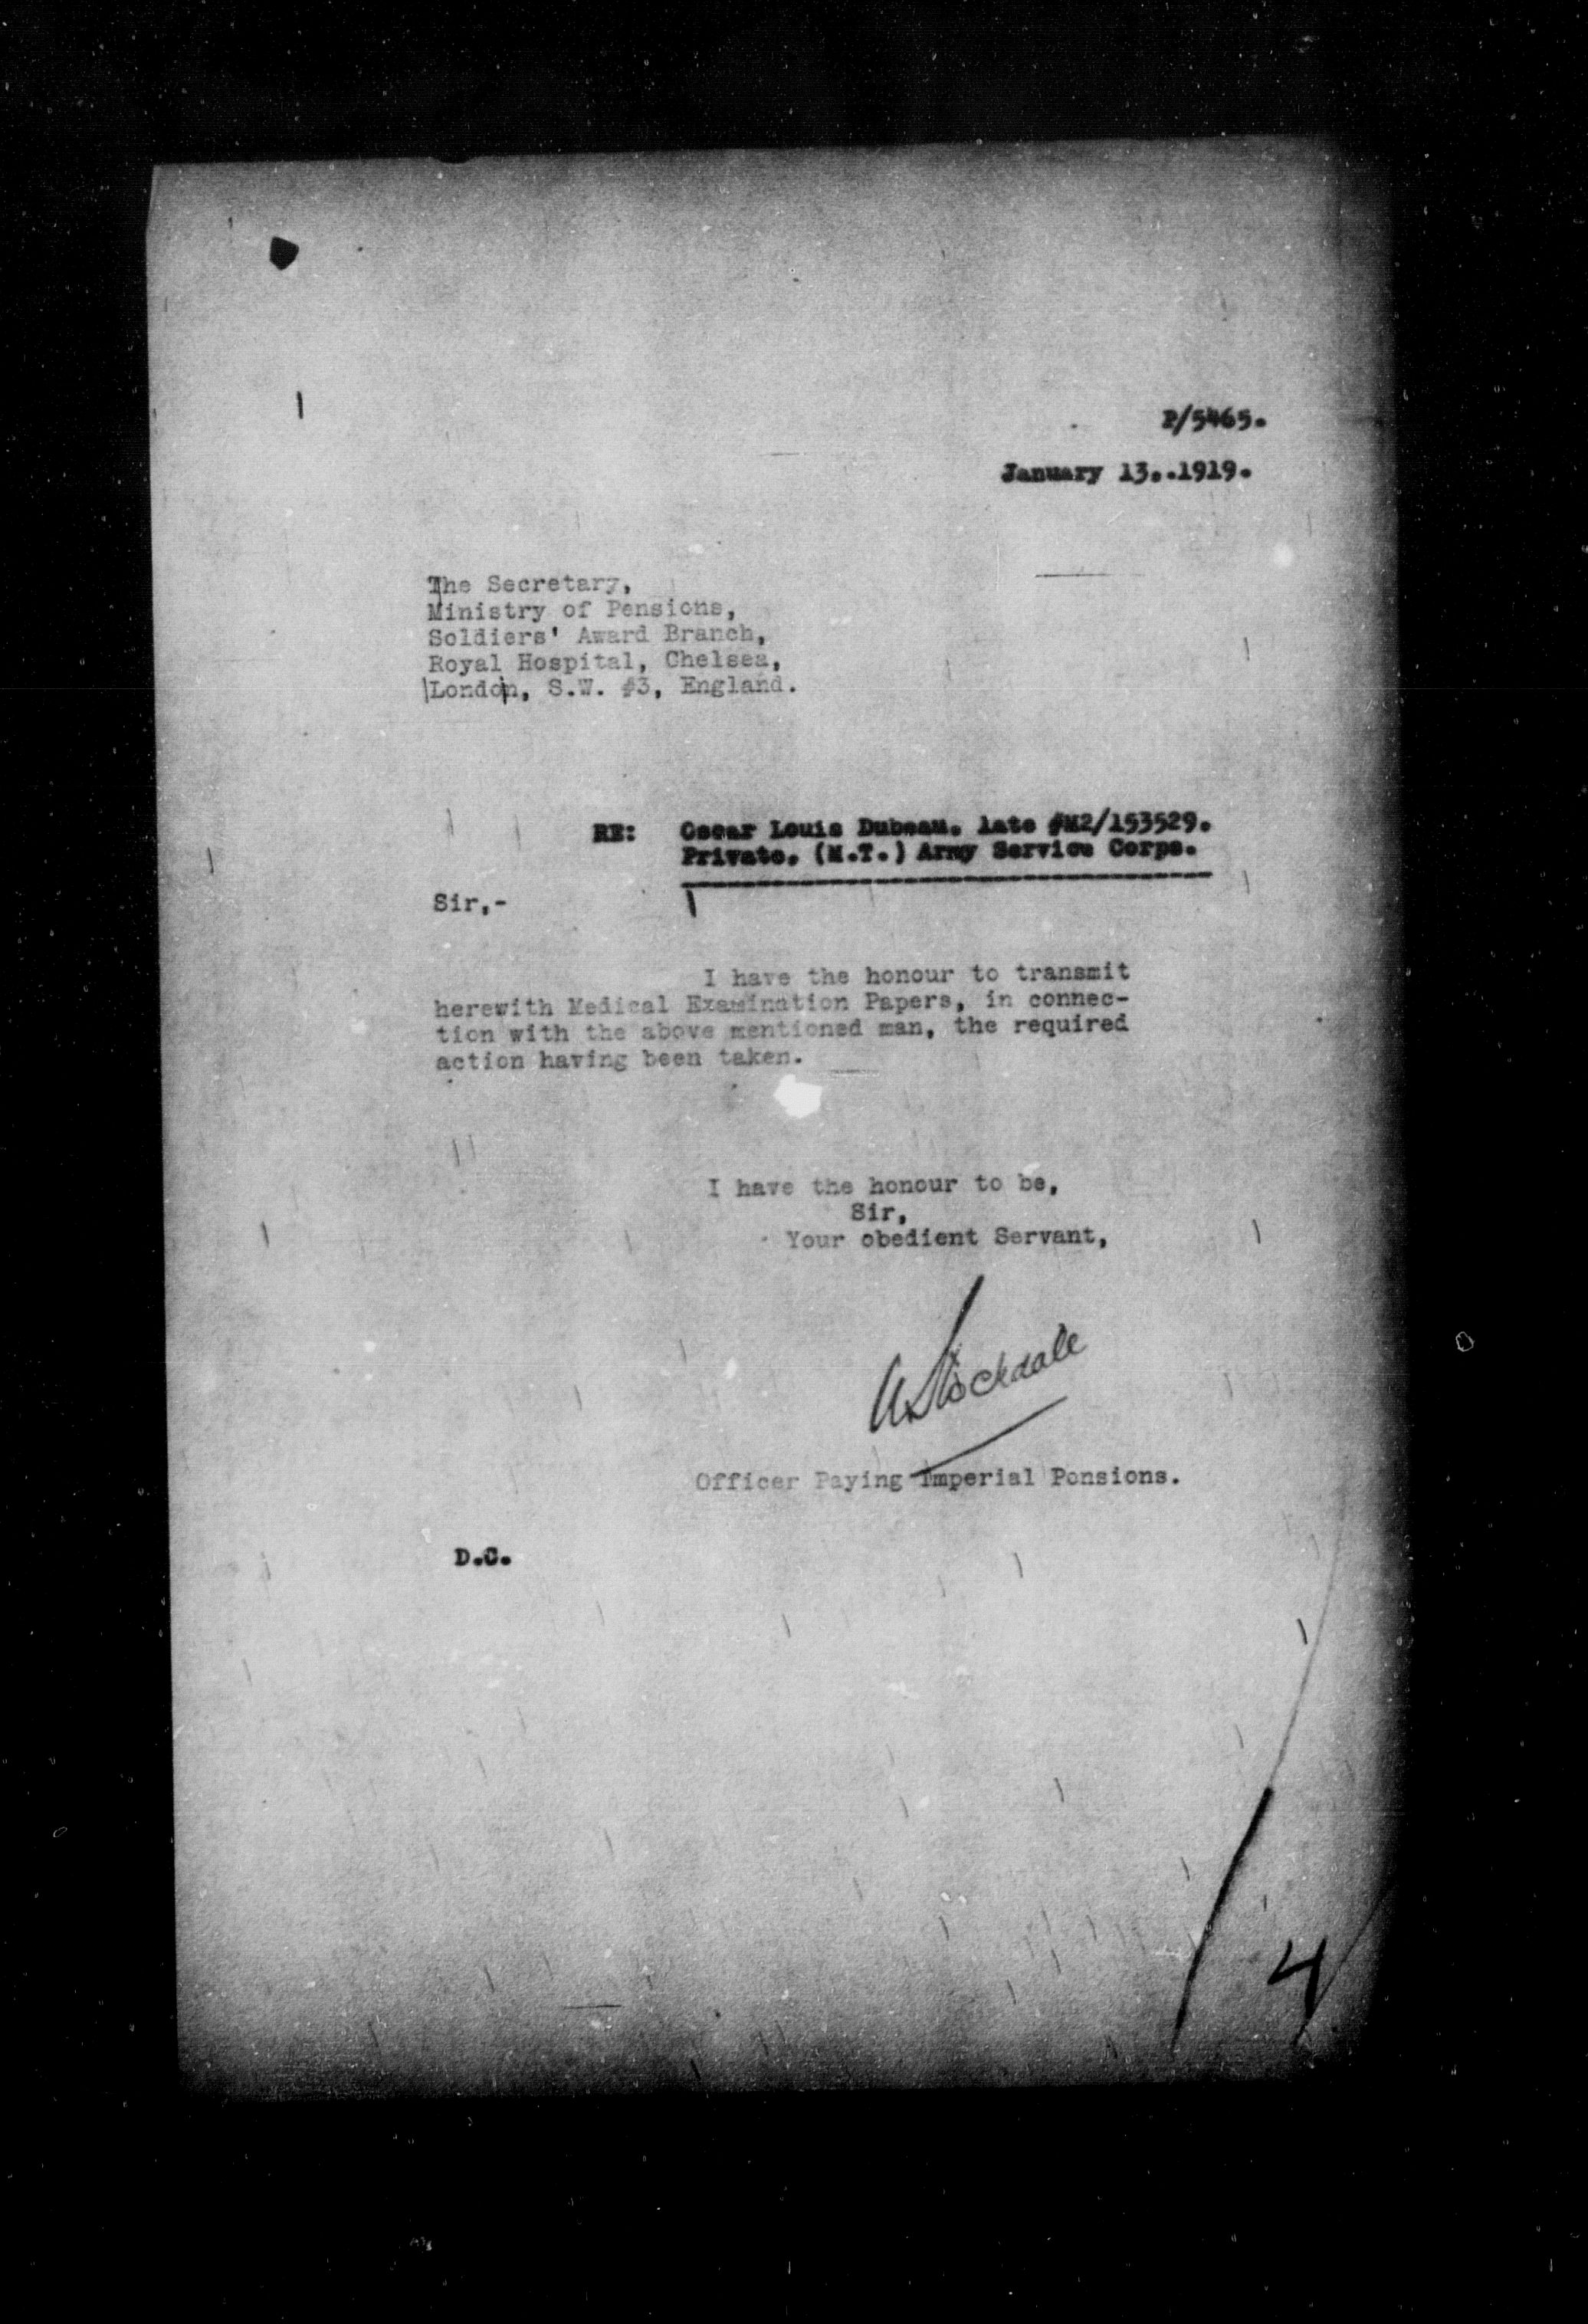 P/5465.
January 13,.1919.
The Secretary,
Ministry of Pensions,
Soldiers' Award Branch,
Royal Hospital, Chelsea,
London, S.W. #3, England.
RE: Oscar Louis Dubeau, late #M2/153529.
Private, (M.T.) Army Service Corps.
Sir,-
I have the honour to transmit
herewith Medical Examination Papers, in connec-
tion with the above mentioned man, the required
action having been taken.
I have the honour to be,
Sir,
Your obedient Servant,
Stockdale
Officer Paying Imperial Pensions.
D.C.
4